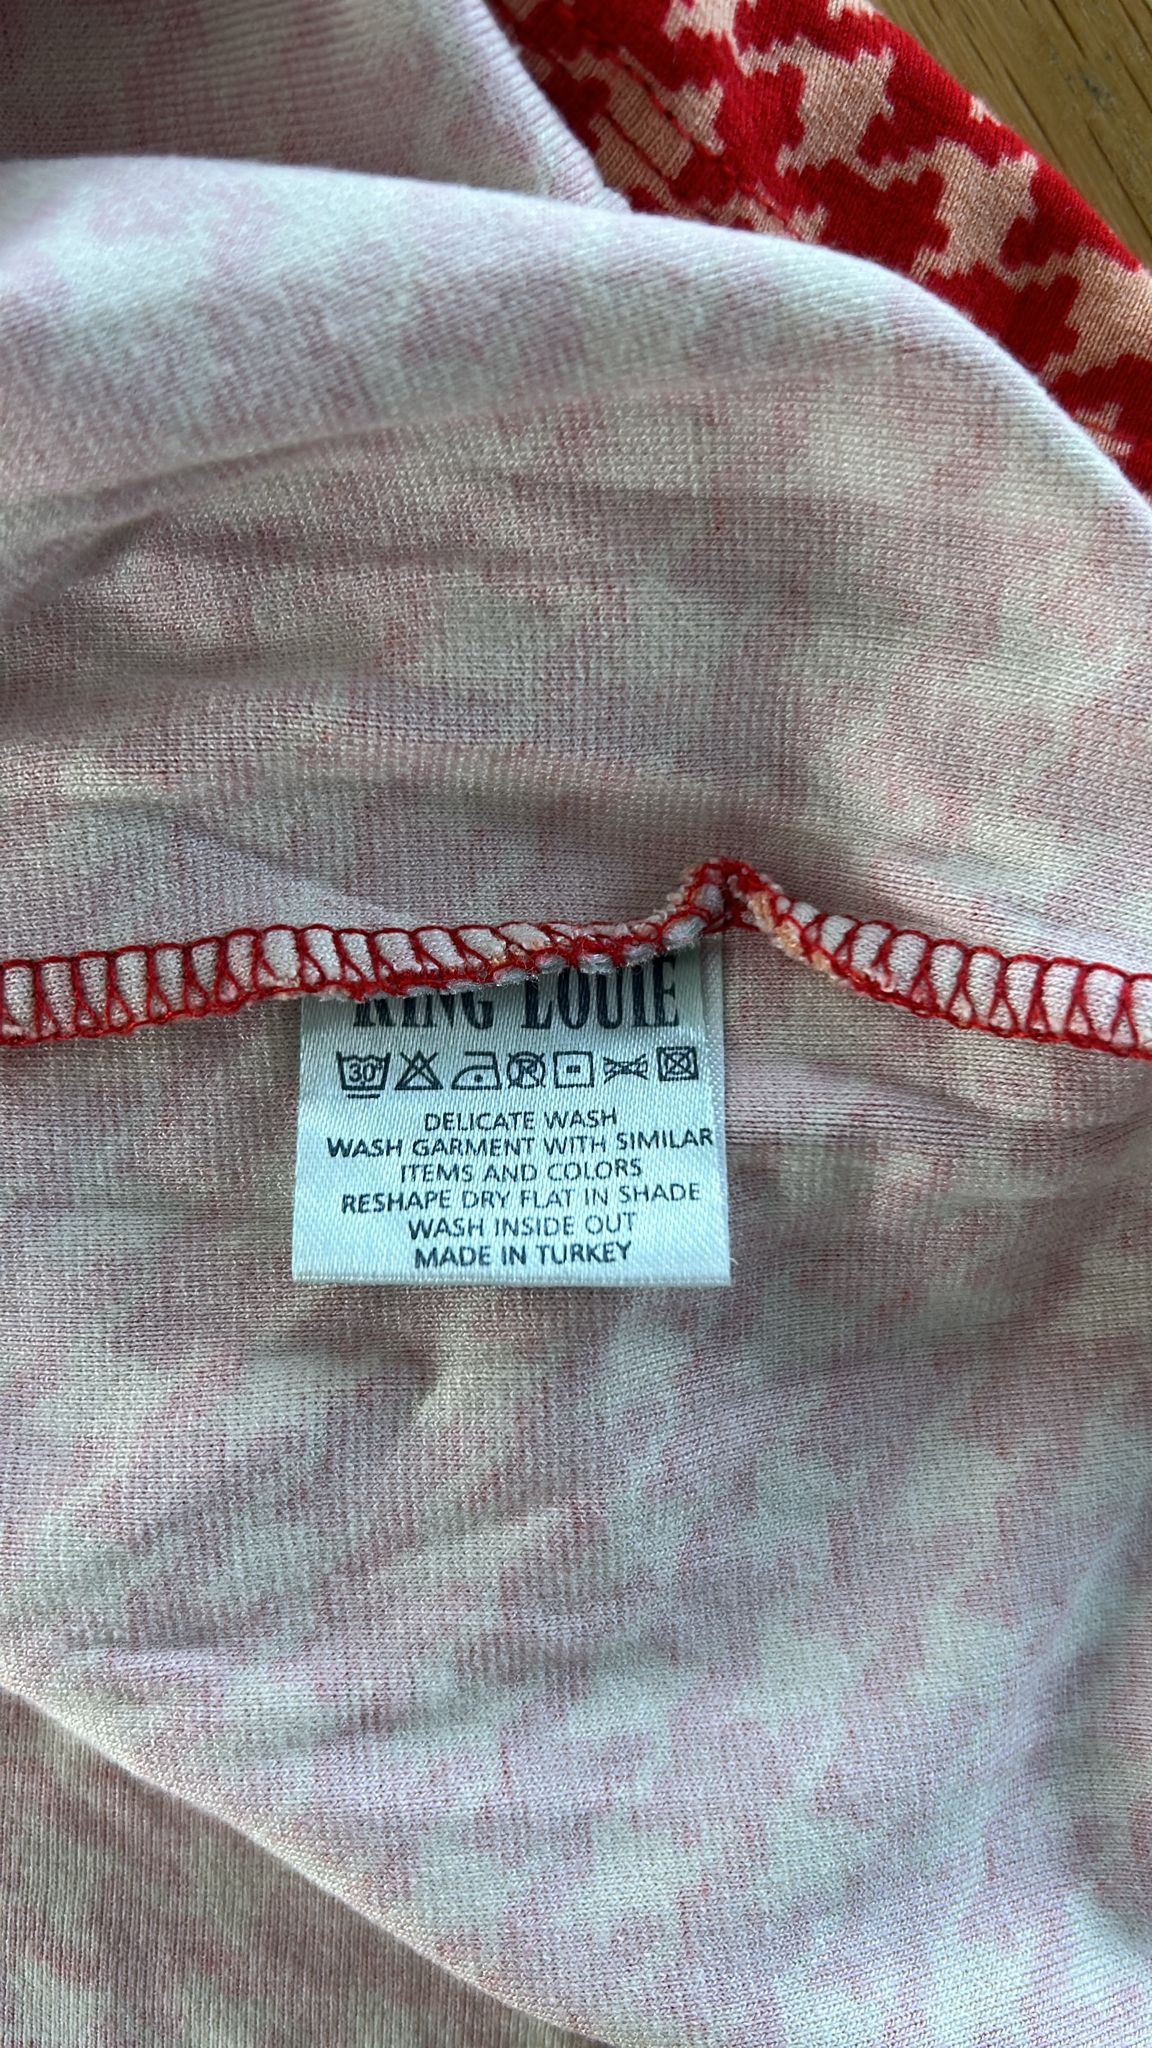 KING LOUIE
30°
DELICATE WASH
WASH GARMENT WITH SIMILAR
ITEMS AND COLORS
RESHAPE DRY FLAT IN SHADE
WASH INSIDE OUT
MADE IN TURKEY